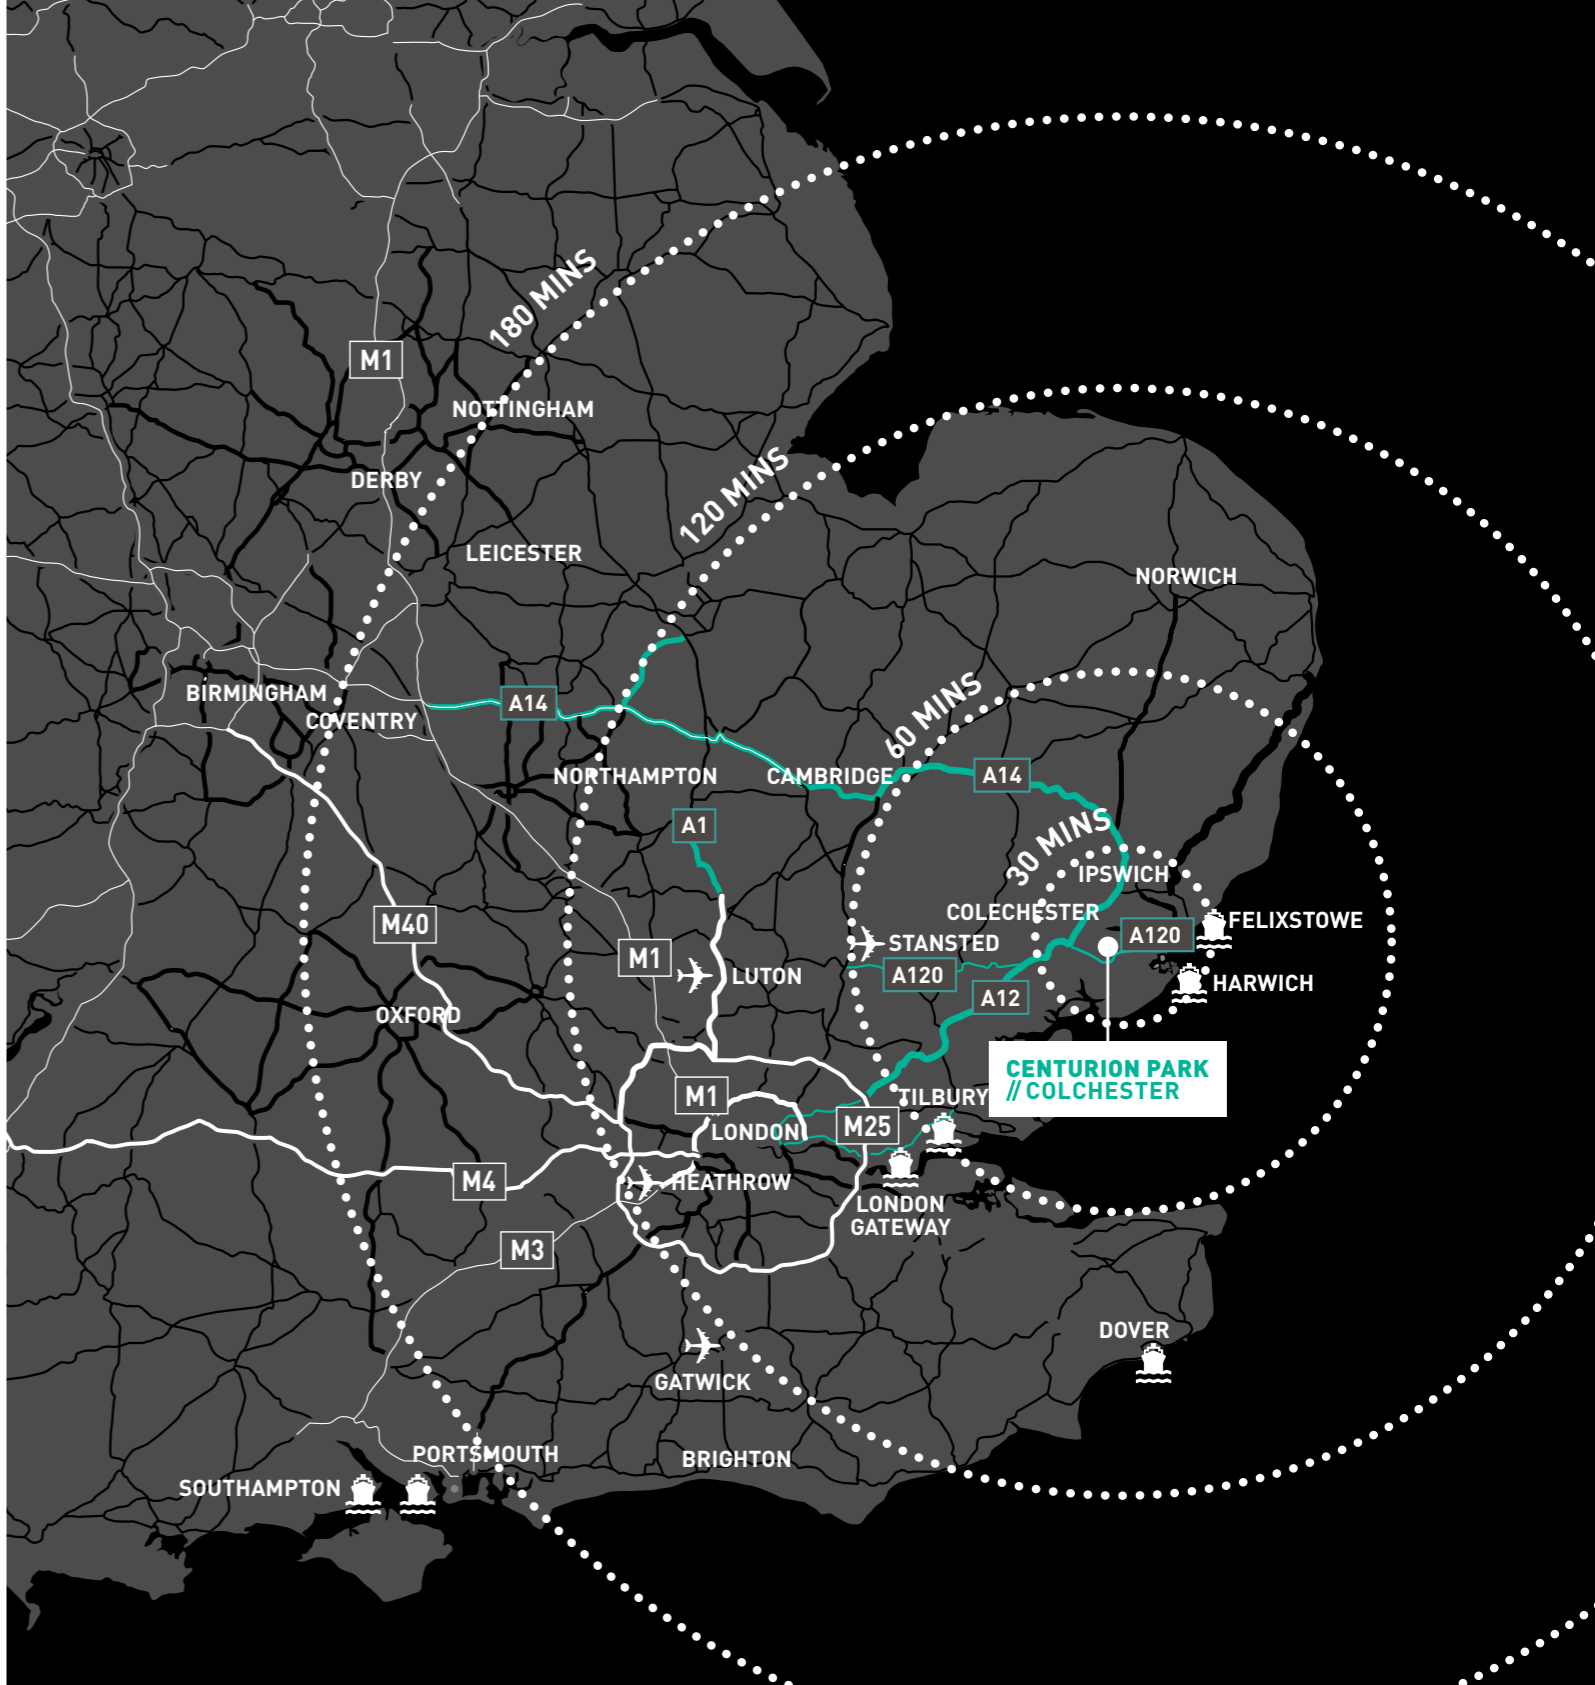 180 MINS
M1
NOTTINGHAM
120 MINS
DERBY
LEICESTER
NORWICH
60 MINS
BIRMINGHAM
A14
COVENTRY
NORTHAMPTON
CAMBRIDGE
A14
A1
30 MINS
IPSWICH
COLECHESTER
M40
FELIXSTOWE
A120
STANSTED
M1
LUTON
A120
HARWICH
A12
OXFORD
CENTURION PARK
// COLCHESTER
M1
TILBURY
LONDON
M25
M4
HEATHROW
LONDON
GATEWAY
M3
DOVER
GATWICK
PORTSMOUTH
BRIGHTON
SOUTHAMPTON